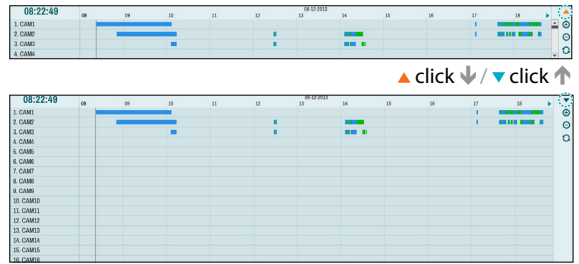 08:22:49
08-12-2013
08 09 10 11 12 13 14 15 16 17 18
1. CAM1
2. CAM2
3. CAM3
4. CAM4
click / click
08:22:49
08-12-2013
08 09 10 11 12 13 14 15 16 17 18
1. CAM1
2. CAM2
3. CAM3
4. CAM4
5. CAM5
6. CAM6
7. CAM7
8. CAM8
9. CAM9
10. CAM10
11. CAM11
12. CAM12
13. CAM13
14. CAM14
15. CAM15
16. CAM16